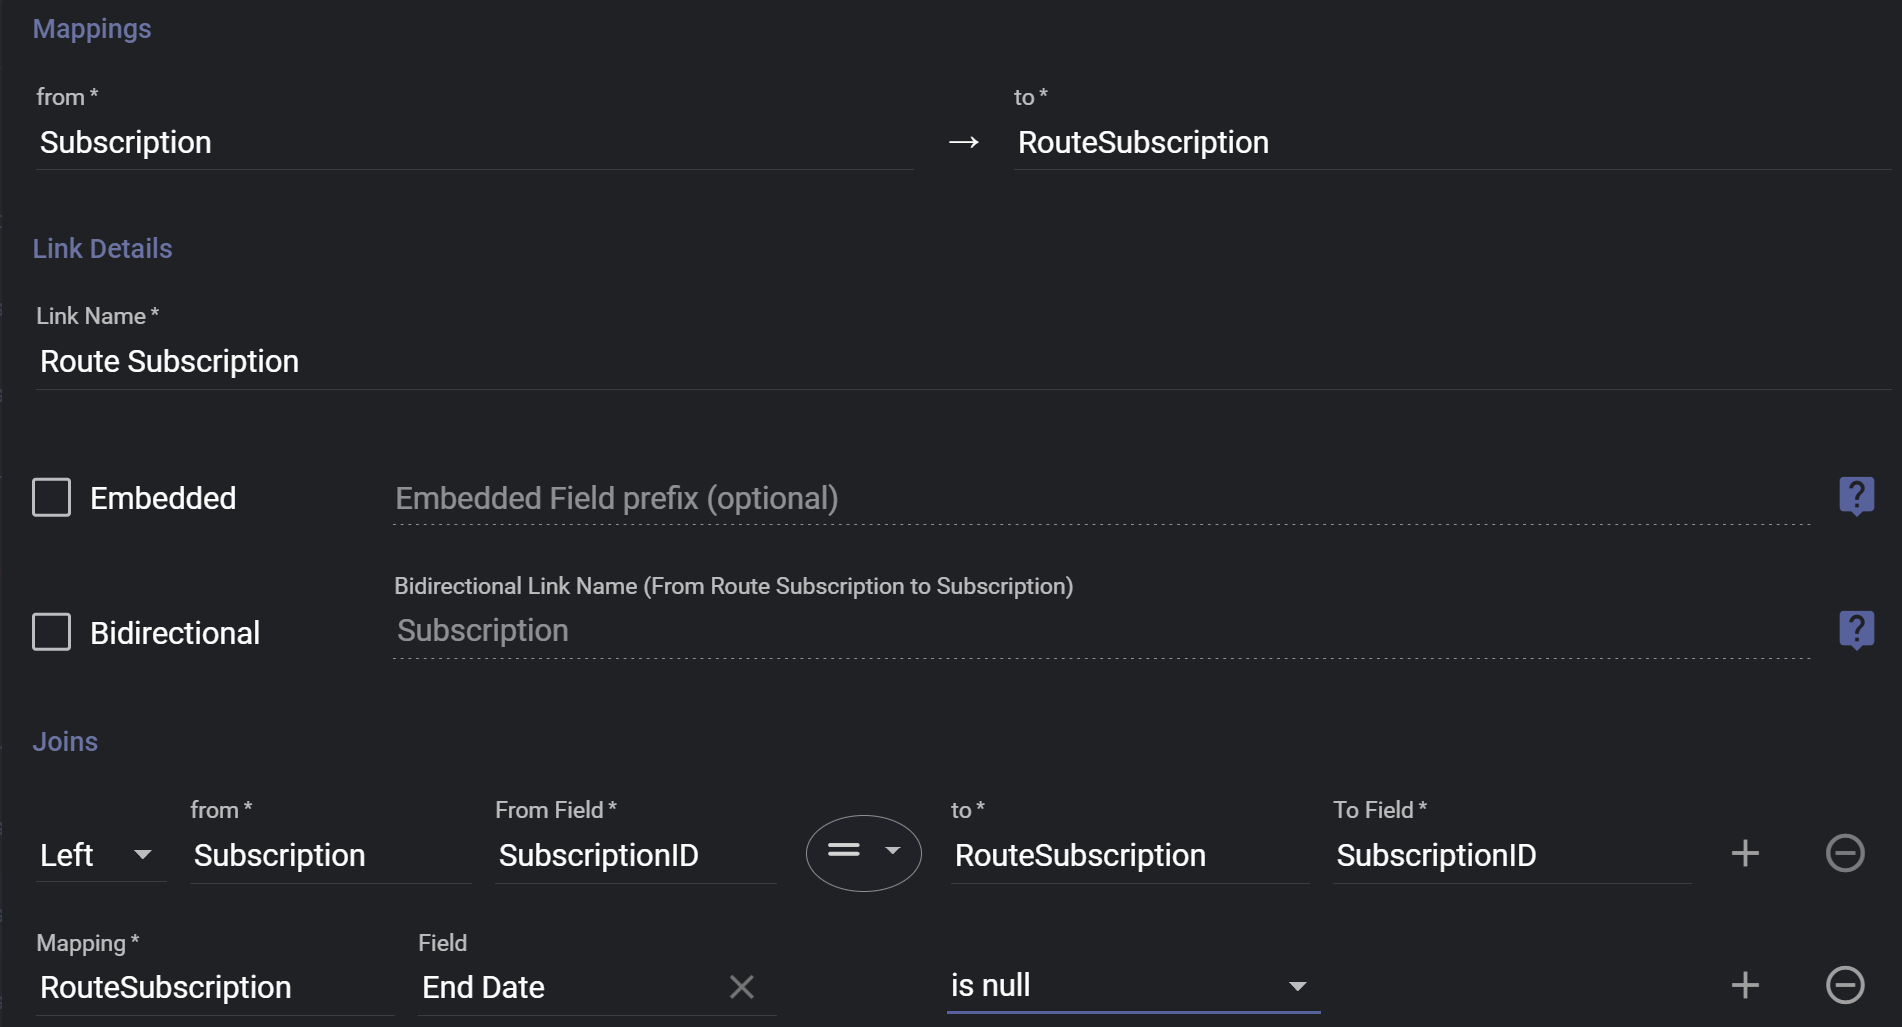 Mappings
from * to *
Subscription → RouteSubscription
Link Details
Link Name *
Route Subscription
Embedded Embedded Field prefix (optional) ?
Bidirectional Link Name (From Route Subscription to Subscription)
Bidirectional Subscription ?
Joins
from * From Field * to * To Field *
Left Subscription SubscriptionID = RouteSubscription SubscriptionID
Mapping * Field
RouteSubscription End Date is null